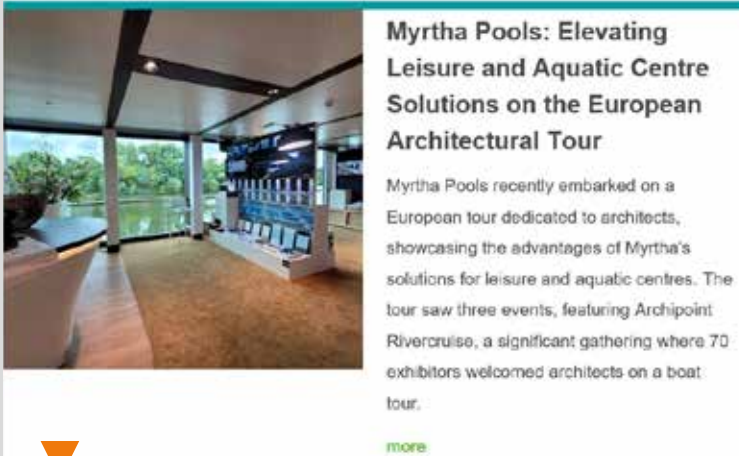 Myrtha Pools: Elevating
Leisure and Aquatic Centre
Solutions on the European
Architectural Tour
Myrtha Pools recently embarked on a
European tour dedicated to architects,
showcasing the advantages of Myrtha's
solutions for leisure and aquatic centres. The
tour saw three events, featuring Archipoint
Rivercruise, a significant gathering where 70
exhibitors welcomed architects on a boat
tour.
more